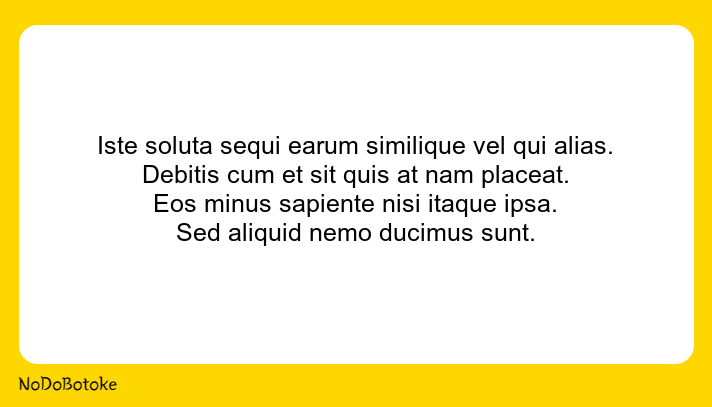 Iste soluta sequi earum similique vel qui alias.
Debitis cum et sit quis at nam placeat.
Eos minus sapiente nisi itaque ipsa.
Sed aliquid nemo ducimus sunt.
NoDoBotoke